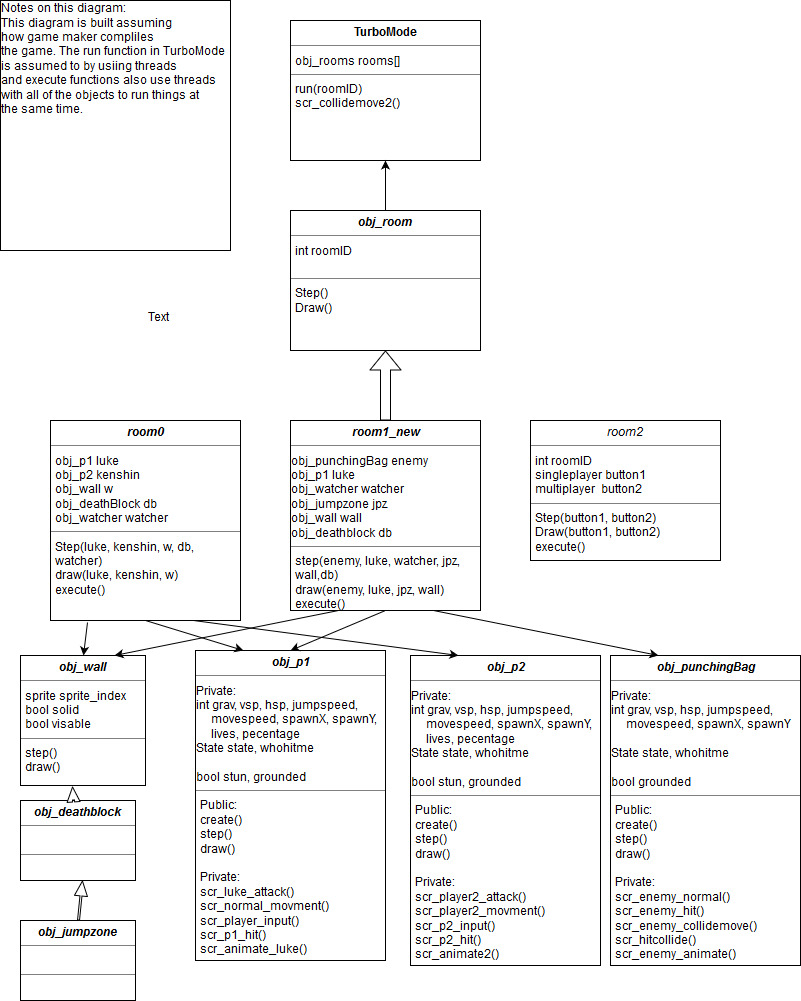 Notes on this diagram:
This diagram is built assuming
how game maker compliles
the game. The run function in TurboMode
is assumed to by usiing threads
and execute functions also use threads
with all of the objects to run things at
the same time.
TurboMode
obj_rooms rooms[]
run(roomID)
scr_collidemove2()
obj_room
int roomID
Step()
Draw()
Text
room0
obj_p1 luke
obj_p2 kenshin
obj_wall w
obj_deathBlock db
obj_watcher watcher
Step(luke, kenshin, w, db,
watcher)
draw(luke, kenshin, w)
execute()
room1_new
obj_punchingBag enemy
obj_p1 luke
obj_watcher watcher
obj_jumpzone jpz
obj_wall wall
obj_deathblock db
step(enemy, luke, watcher, jpz,
wall,db)
draw(enemy, luke, jpz, wall)
execute()
room2
int roomID
singleplayer button1
multiplayer button2
Step(button1, button2)
Draw(button1, button2)
execute()
obj_wall
sprite sprite_index
bool solid
bool visable
step()
draw()
obj_deathblock
obj_jumpzone
obj_p1
Private:
int grav, vsp, hsp, jumpspeed,
movespeed, spawnX, spawnY,
lives, pecentage
State state, whohitme
bool stun, grounded
Public:
create()
step()
draw()
Private:
scr_luke_attack()
scr_normal_movment()
scr_player_input()
scr_p1_hit()
scr_animate_luke()
obj_p2
Private:
int grav, vsp, hsp, jumpspeed,
movespeed, spawnX, spawnY,
lives, pecentage
State state, whohitme
bool stun, grounded
Public:
create()
step()
draw()
Private:
scr_player2_attack()
scr_player2_movment()
scr_p2_input()
scr_p2_hit()
scr_animate2()
obj_punchingBag
Private:
int grav, vsp, hsp, jumpspeed,
movespeed, spawnX, spawnY
State state, whohitme
bool grounded
Public:
create()
step()
draw()
Private:
scr_enemy_normal()
scr_enemy_hit()
scr_enemy_collidemove()
scr_hitcollide()
scr_enemy_animate()